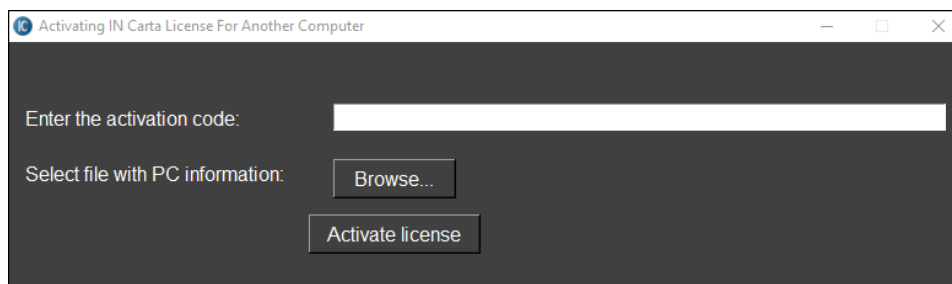 IC Activating IN Carta License For Another Computer
Enter the activation code:
Select file with PC information: Browse...
Activate license